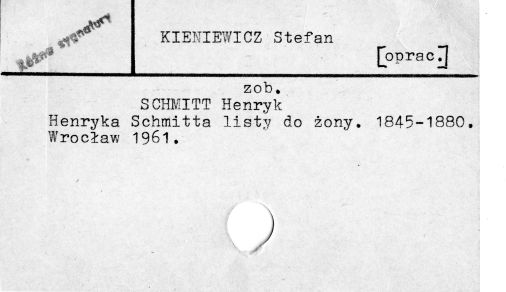 Różne sygnatury
KIENIEWICZ Stefan
[oprac.]
zob.
SCHMITT Henryk
Henryka Schmitta listy do żony. 1845-1880.
Wrocław 1961.